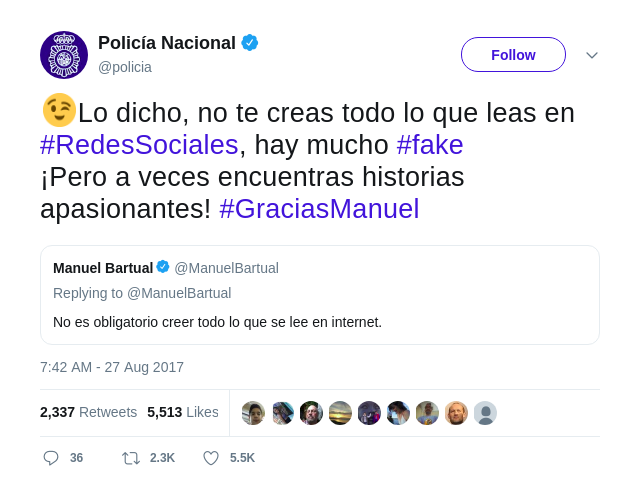 Policía Nacional
@policia
Follow
😉Lo dicho, no te creas todo lo que leas en
#RedesSociales, hay mucho #fake
¡Pero a veces encuentras historias
apasionantes! #GraciasManuel
Manuel Bartual @ManuelBartual
Replying to @ManuelBartual
No es obligatorio creer todo lo que se lee en internet.
7:42 AM - 27 Aug 2017
2,337 Retweets 5,513 Likes
36 2.3K 5.5K